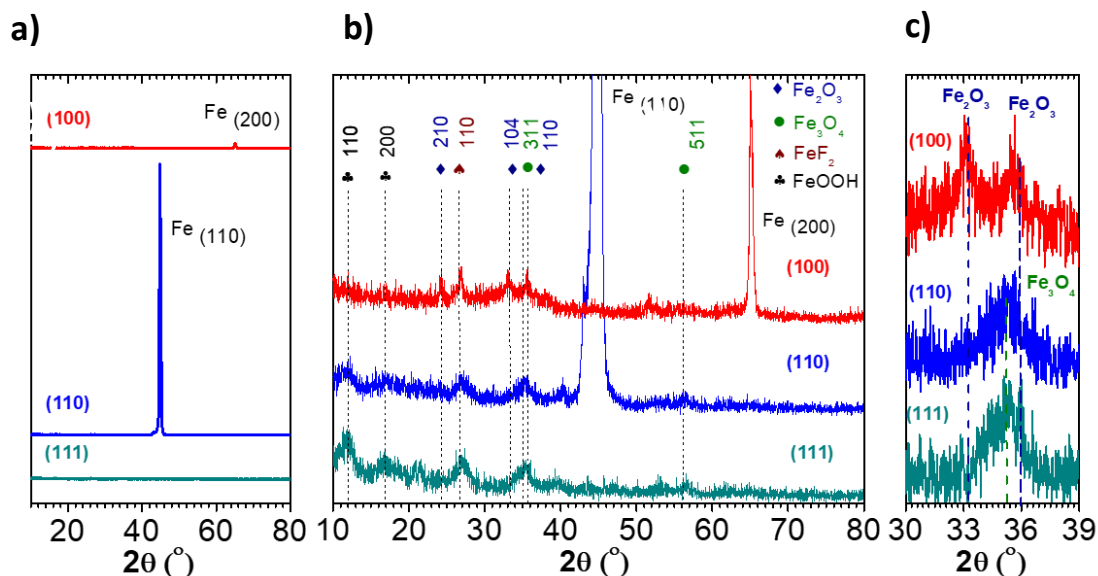 a)
(100)
Fe (200)
Fe (110)
(110)
(111)
20 40 60 80
2θ (°)
b)
110
200
210
110
104
311
110
Fe (110)
511
♦ Fe₂O₃
● Fe₃O₄
♠ FeF₂
♣ FeOOH
Fe (200)
(100)
(110)
(111)
10 20 30 40 50 60 70 80
2θ (°)
c)
Fe₂O₃ Fe₂O₃
(100)
(110)
Fe₃O₄
(111)
30 33 36 39
2θ (°)